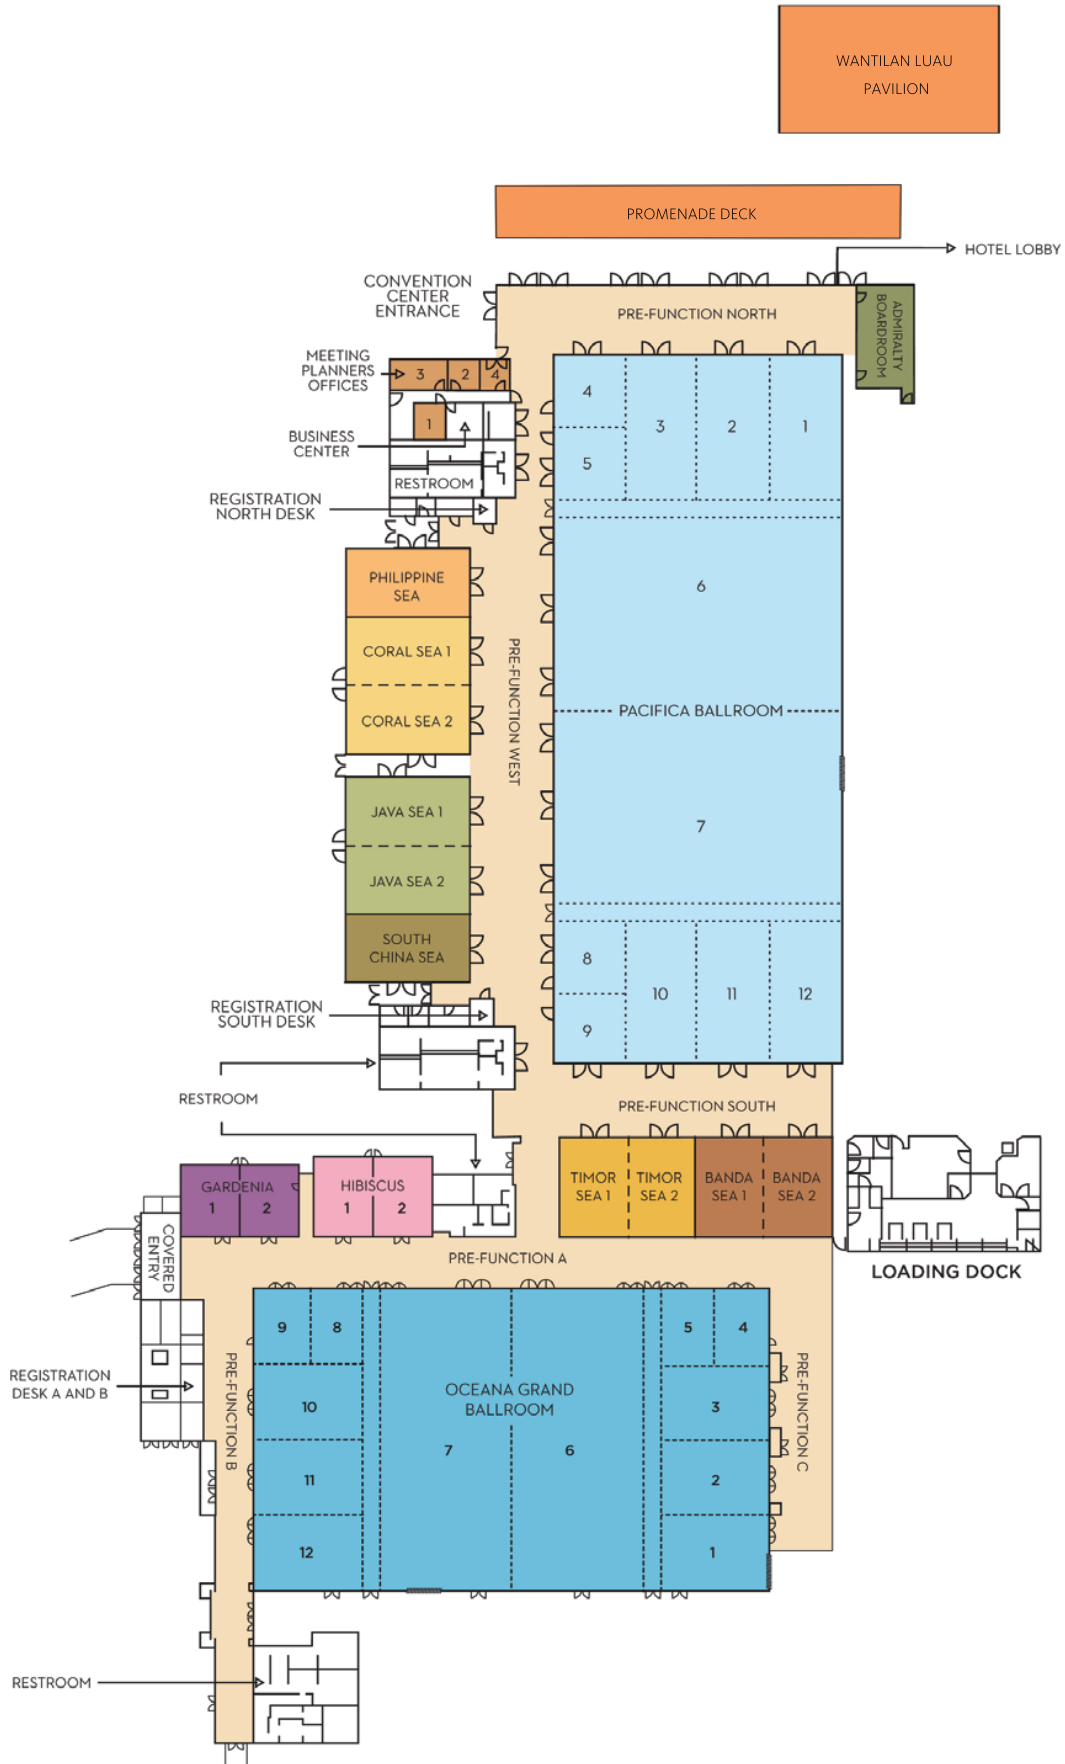 WANTILAN LUAU
PAVILION
PROMENADE DECK
HOTEL LOBBY
CONVENTION
CENTER
ENTRANCE
PRE-FUNCTION NORTH
ADMIRALTY
BOARDROOM
MEETING
PLANNERS
OFFICES
3
2
4
1
BUSINESS
CENTER
RESTROOM
REGISTRATION
NORTH DESK
4
3
2
1
5
6
PACIFICA BALLROOM
7
8
9
10
11
12
PHILIPPINE
SEA
CORAL SEA 1
CORAL SEA 2
PRE-FUNCTION WEST
JAVA SEA 1
JAVA SEA 2
SOUTH
CHINA SEA
REGISTRATION
SOUTH DESK
RESTROOM
PRE-FUNCTION SOUTH
GARDENIA
1
2
HIBISCUS
1
2
TIMOR
SEA 1
TIMOR
SEA 2
BANDA
SEA 1
BANDA
SEA 2
LOADING DOCK
COVERED
ENTRY
PRE-FUNCTION A
REGISTRATION
DESK A AND B
PRE-FUNCTION B
9
8
5
4
OCEANA GRAND
BALLROOM
10
3
7
6
11
2
12
1
PRE-FUNCTION C
RESTROOM